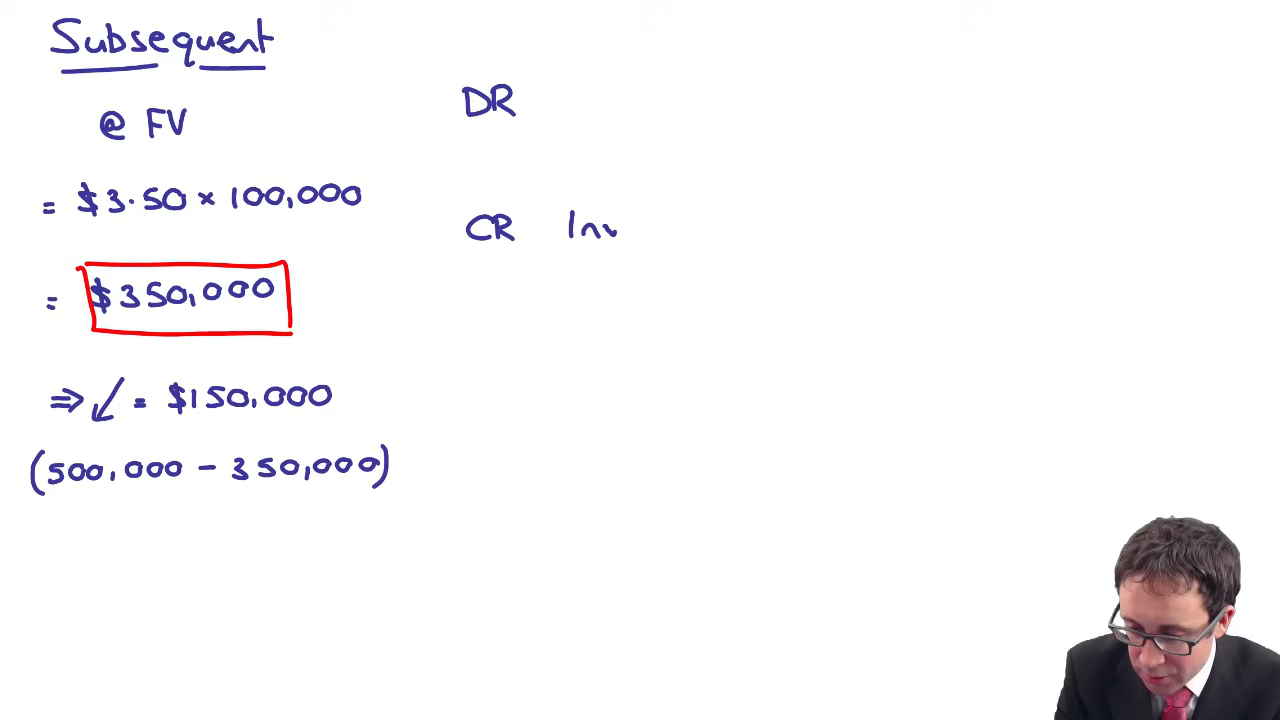 Subsequent
@ FV
= $3.50 × 100,000
= $350,000
⇒ ↙ = $150,000
(500,000 – 350,000)
DR
CR Inv